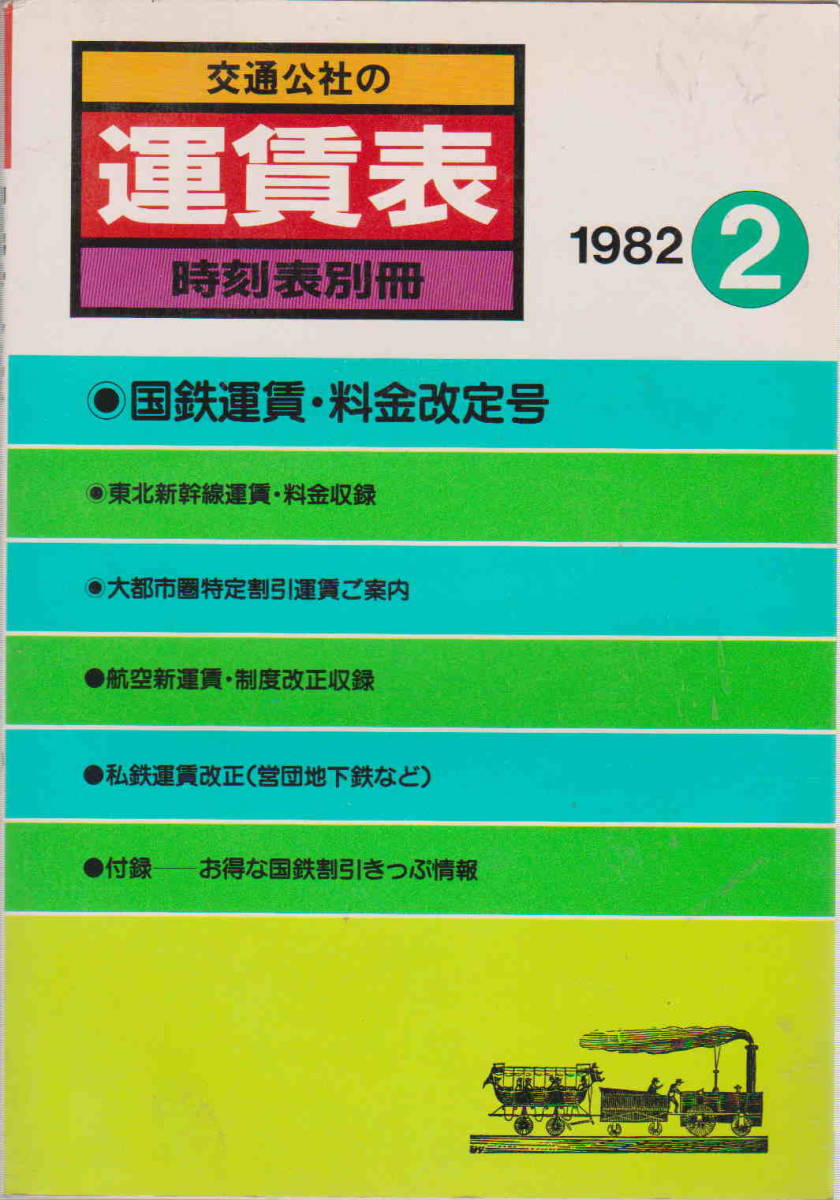 交通公社の
運賃表
時刻表別冊
1982 2
◉国鉄運賃・料金改定号
◉東北新幹線運賃・料金収録
◉大都市圏特定割引運賃ご案内
●航空新運賃・制度改正収録
●私鉄運賃改正(営団地下鉄など)
●付録──お得な国鉄割引きっぷ情報